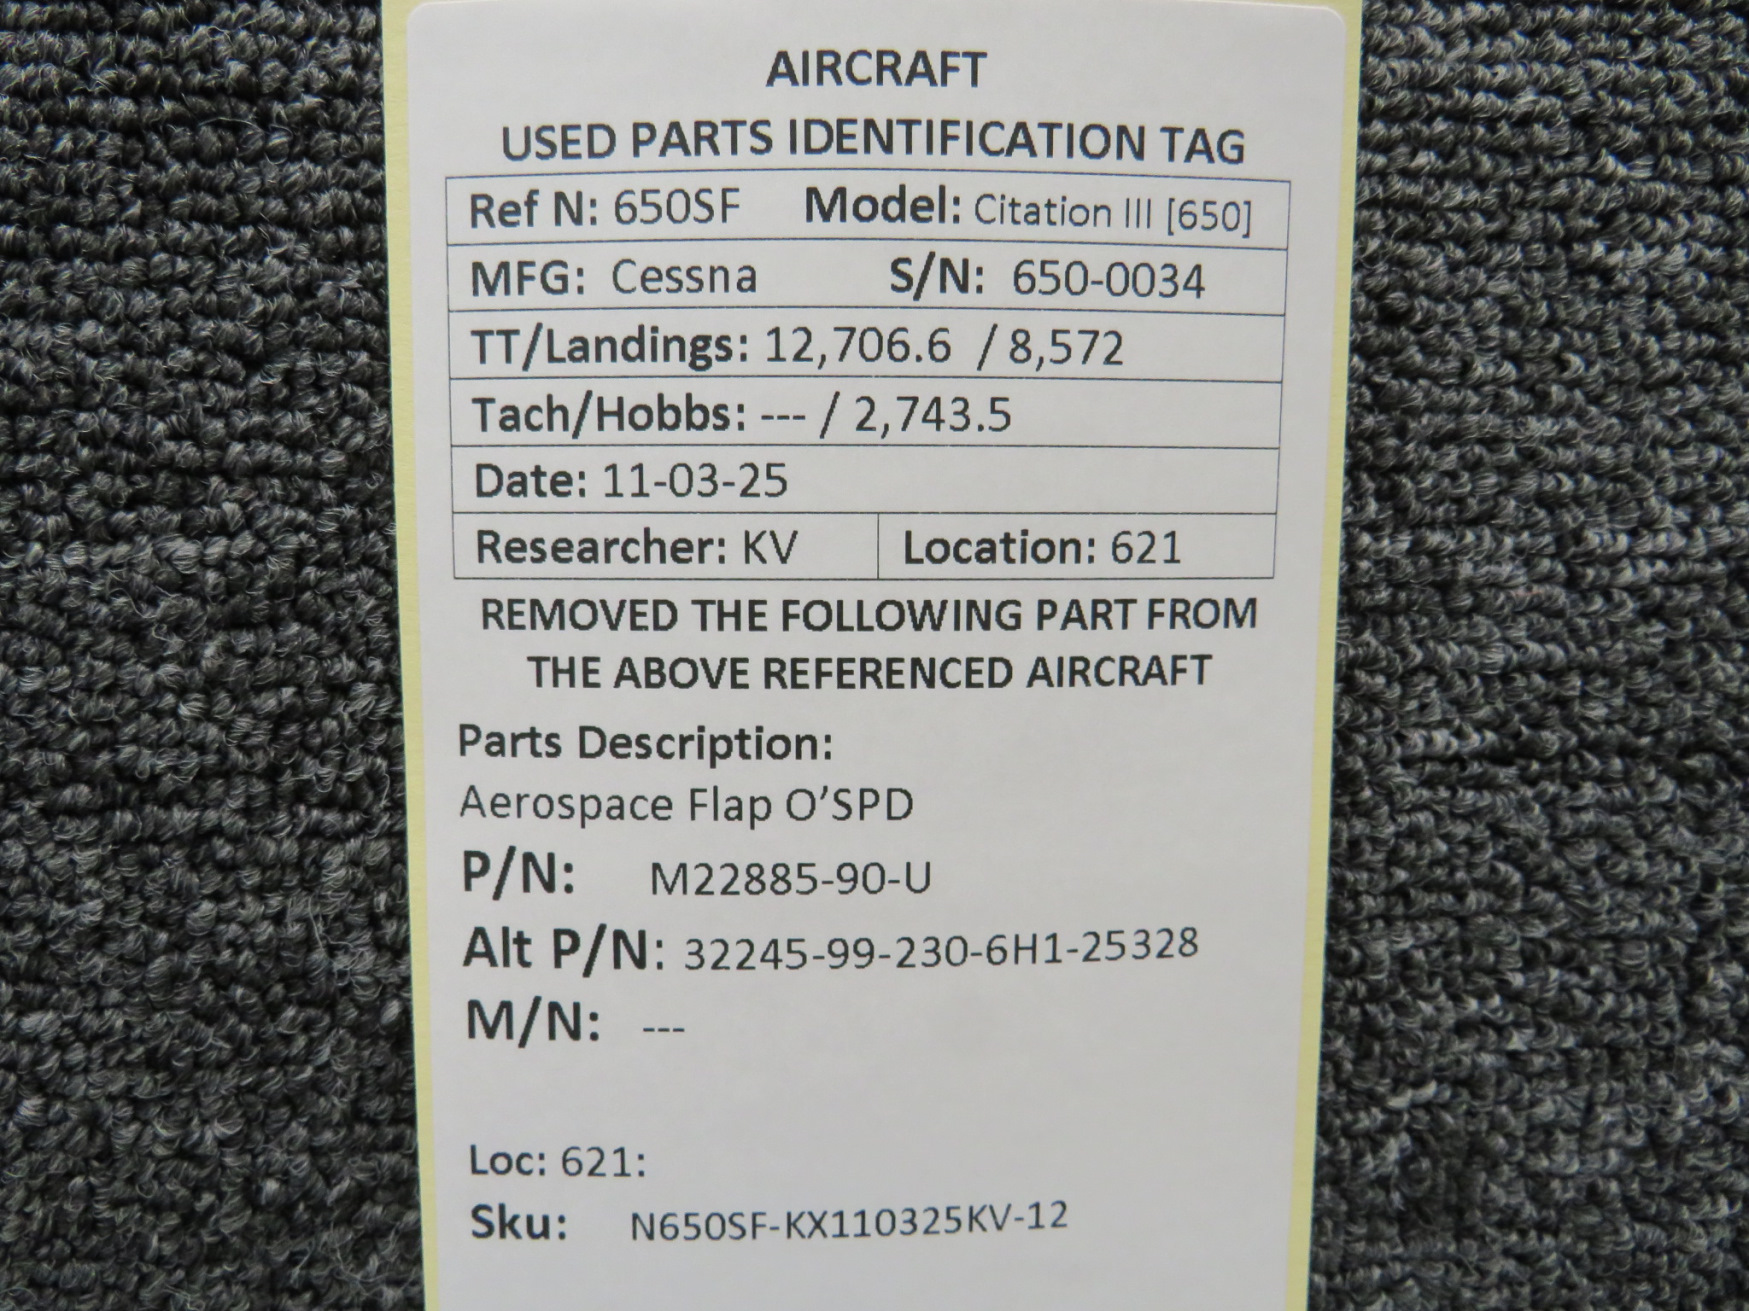 AIRCRAFT
USED PARTS IDENTIFICATION TAG
Ref N: 650SF Model: Citation III [650]
MFG: Cessna S/N: 650-0034
TT/Landings: 12,706.6 / 8,572
Tach/Hobbs: --- / 2,743.5
Date: 11-03-25
Researcher: KV Location: 621
REMOVED THE FOLLOWING PART FROM
THE ABOVE REFERENCED AIRCRAFT
Parts Description:
Aerospace Flap O’SPD
P/N: M22885-90-U
Alt P/N: 32245-99-230-6H1-25328
M/N: ---
Loc: 621:
Sku: N650SF-KX110325KV-12